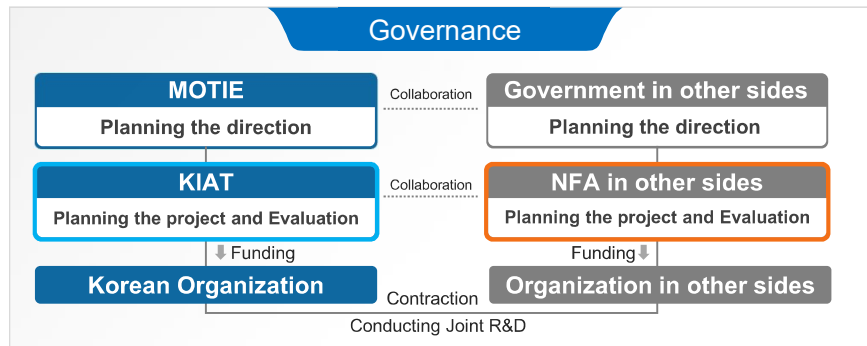 Governance
MOTIE
Planning the direction
Collaboration
Government in other sides
Planning the direction
KIAT
Planning the project and Evaluation
Collaboration
NFA in other sides
Planning the project and Evaluation
Funding
Funding
Korean Organization
Contraction
Organization in other sides
Conducting Joint R&D